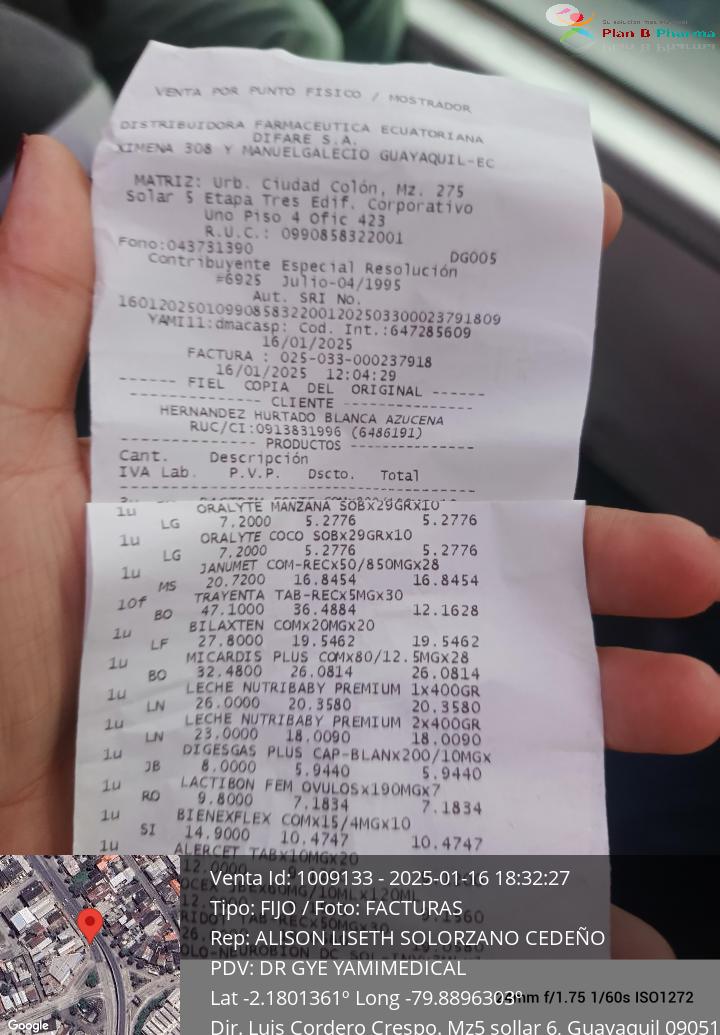 Su solucion mas
Plan B Pharma
VENTA POR PUNTO FISICO / MOSTRADOR
DISTRIBUIDORA FARMACEUTICA ECUATORIANA
DIFARE S.A.
XIMENA 308 Y MANUELGALECIO GUAYAQUIL-EC
MATRIZ: Urb. Ciudad Colón, Mz. 275
Solar 5 Etapa Tres Edif. Corporativo
Uno Piso 4 Ofic 423
R.U.C.: 0990858322001
Fono:043731390 DG005
Contribuyente Especial Resolución
#6925 Julio-04/1995
Aut. SRI No.
1601202501099085832200120250330002379​1809
YAMI11:dmacasp: Cod. Int.:647285609
16/01/2025
FACTURA : 025-033-000237918
16/01/2025 12:04:29
------ FIEL COPIA DEL ORIGINAL ------
--------------- CLIENTE ---------------
HERNANDEZ HURTADO BLANCA AZUCENA
RUC/CI:0913831996 (6486191)
-------------- PRODUCTOS --------------
Cant. Descripción
IVA Lab. P.V.P. Dscto. Total
1u ORALYTE MANZANA SOBx29GRx10
LG 7.2000 5.2776 5.2776
1u ORALYTE COCO SOBx29GRx10
LG 7.2000 5.2776 5.2776
1u JANUMET COM-RECx50/850MGx28
MS 20.7200 16.8454 16.8454
10f TRAYENTA TAB-RECx5MGx30
BO 47.1000 36.4884 12.1628
1u BILAXTEN COMx20MGx20
LF 27.8000 19.5462 19.5462
1u MICARDIS PLUS COMx80/12.5MGx28
BO 32.4800 26.0814 26.0814
1u LECHE NUTRIBABY PREMIUM 1x400GR
LN 26.0000 20.3580 20.3580
1u LECHE NUTRIBABY PREMIUM 2x400GR
LN 23.0000 18.0090 18.0090
1u DIGESGAS PLUS CAP-BLANx200/10MGx
JB 8.0000 5.9440 5.9440
1u LACTIBON FEM OVULOSx190MGx7
RO 9.8000 7.1834 7.1834
1u BIENEXFLEX COMx15/4MGx10
SI 14.9000 10.4747 10.4747
1u ALERCET TABx10MGx20
12.0000
Venta Id: 1009133 - 2025-01-16 18:32:27
Tipo: FIJO / Foto: FACTURAS
Rep: ALISON LISETH SOLORZANO CEDEÑO
PDV: DR GYE YAMIMEDICAL
Lat -2.1801361º Long -79.8896303º
mm f/1.75 1/60s ISO1272
Dir. Luis Cordero Crespo, Mz5 sollar 6, Guayaquil 09051
Google